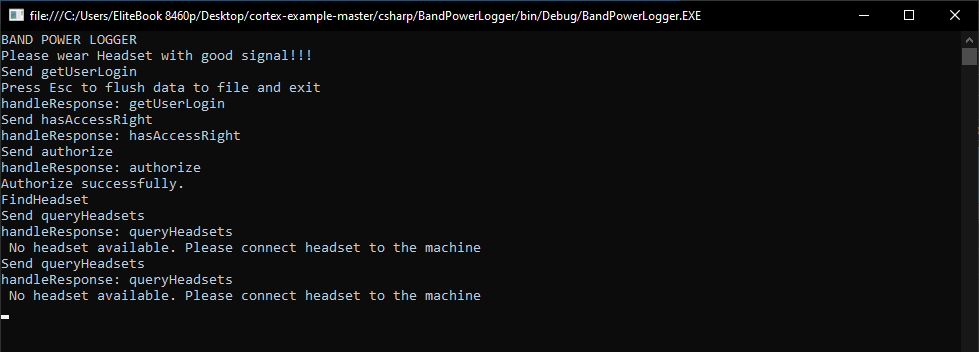 file:///C:/Users/EliteBook 8460p/Desktop/cortex-example-master/csharp/BandPowerLogger/bin/Debug/BandPowerLogger.EXE
BAND POWER LOGGER
Please wear Headset with good signal!!!
Send getUserLogin
Press Esc to flush data to file and exit
handleResponse: getUserLogin
Send hasAccessRight
handleResponse: hasAccessRight
Send authorize
handleResponse: authorize
Authorize successfully.
FindHeadset
Send queryHeadsets
handleResponse: queryHeadsets
 No headset available. Please connect headset to the machine
Send queryHeadsets
handleResponse: queryHeadsets
 No headset available. Please connect headset to the machine